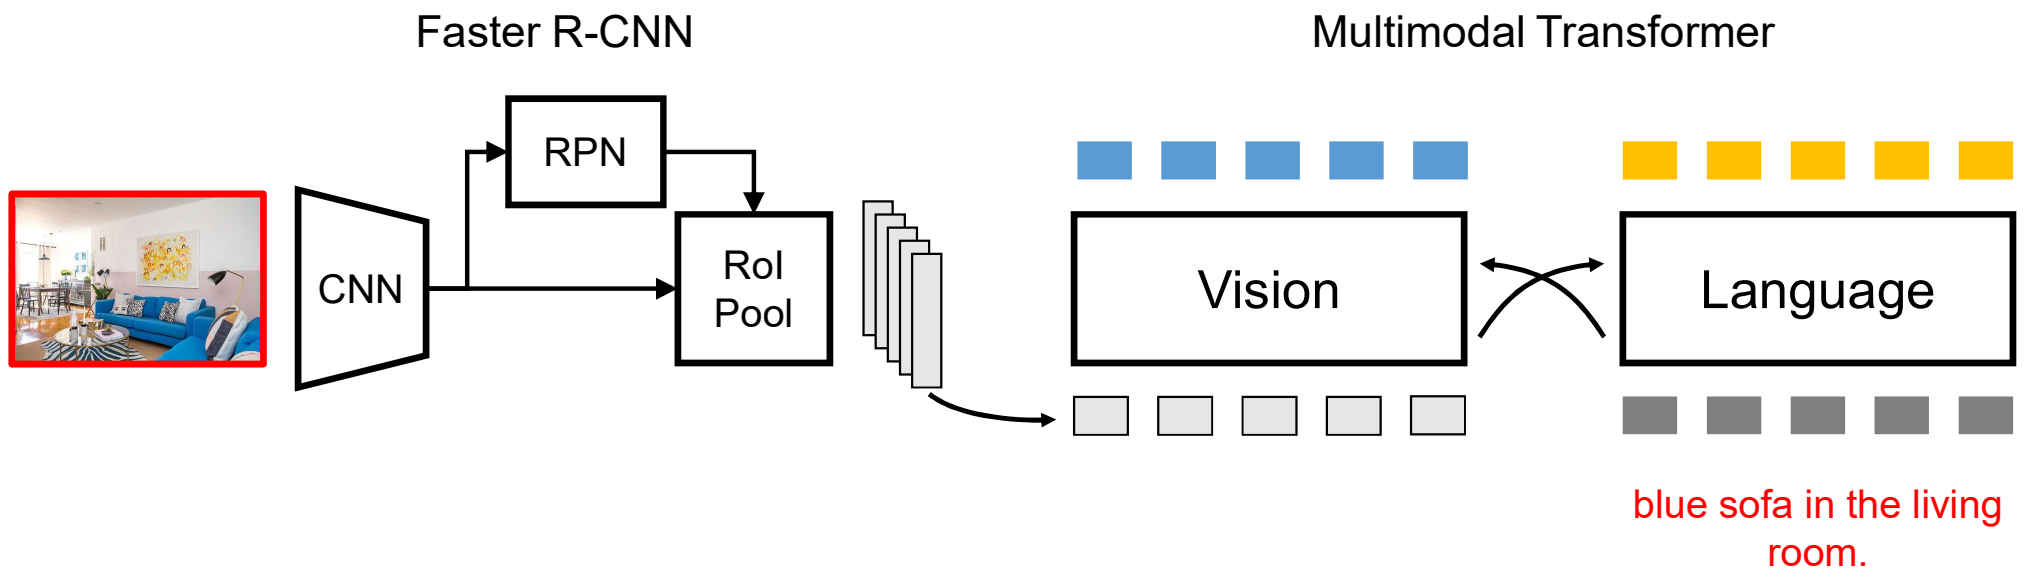 Faster R-CNN
Multimodal Transformer
RPN
CNN
RoI
Pool
Vision
Language
blue sofa in the living
room.